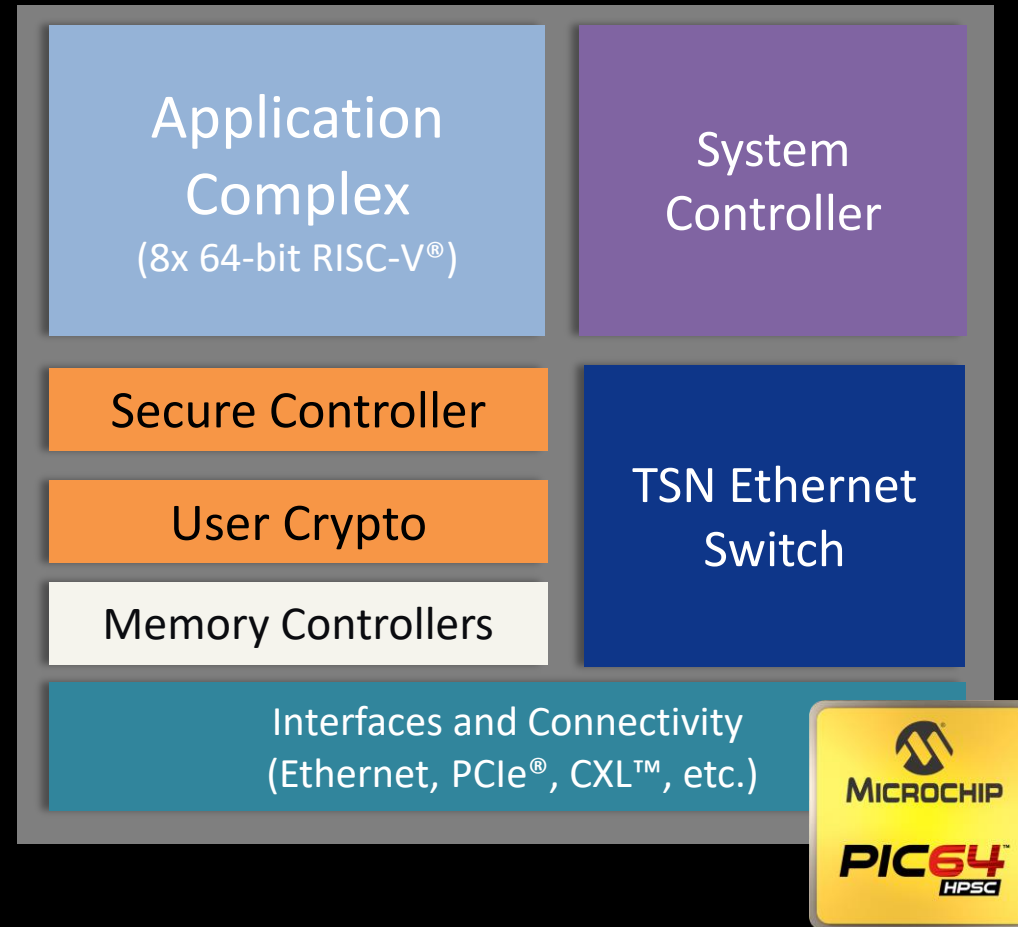 Application
Complex
(8x 64-bit RISC-V®)
System
Controller
Secure Controller
User Crypto
Memory Controllers
TSN Ethernet
Switch
Interfaces and Connectivity
(Ethernet, PCIe®, CXL™, etc.)
MICROCHIP
PIC64™
HPSC